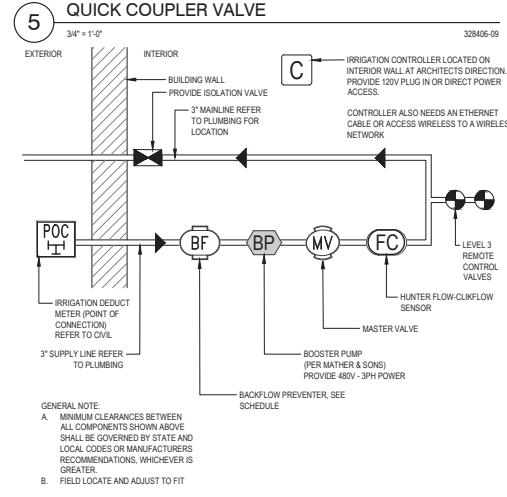 5
QUICK COUPLER VALVE
3/4" = 1'-0"
328406-09
EXTERIOR
INTERIOR
C
IRRIGATION CONTROLLER LOCATED ON
INTERIOR WALL AT ARCHITECTS DIRECTION.
PROVIDE 120V PLUG IN OR DIRECT POWER
ACCESS.
CONTROLLER ALSO NEEDS AN ETHERNET
CABLE OR ACCESS WIRELESS TO A WIRELESS
NETWORK
BUILDING WALL
PROVIDE ISOLATION VALVE
3" MAINLINE REFER
TO PLUMBING FOR
LOCATION
POC
BF
BP
MV
FC
LEVEL 3
REMOTE
CONTROL
VALVES
HUNTER FLOW-CLIKFLOW
SENSOR
MASTER VALVE
IRRIGATION DEDUCT
METER (POINT OF
CONNECTION)
REFER TO CIVIL
3" SUPPLY LINE REFER
TO PLUMBING
BOOSTER PUMP
(PER MATHER & SONS)
PROVIDE 480V - 3PH POWER
BACKFLOW PREVENTER, SEE
SCHEDULE
GENERAL NOTE:
A. MINIMUM CLEARANCES BETWEEN
ALL COMPONENTS SHOWN ABOVE
SHALL BE GOVERNED BY STATE AND
LOCAL CODES OR MANUFACTURERS
RECOMMENDATIONS, WHICHEVER IS
GREATER.
B. FIELD LOCATE AND ADJUST TO FIT